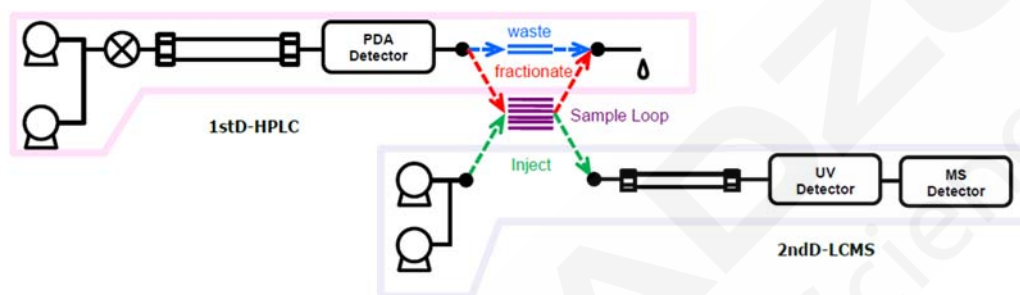 waste
PDA
Detector
fractionate
1stD-HPLC
Sample Loop
Inject
UV
Detector
MS
Detector
2ndD-LCMS